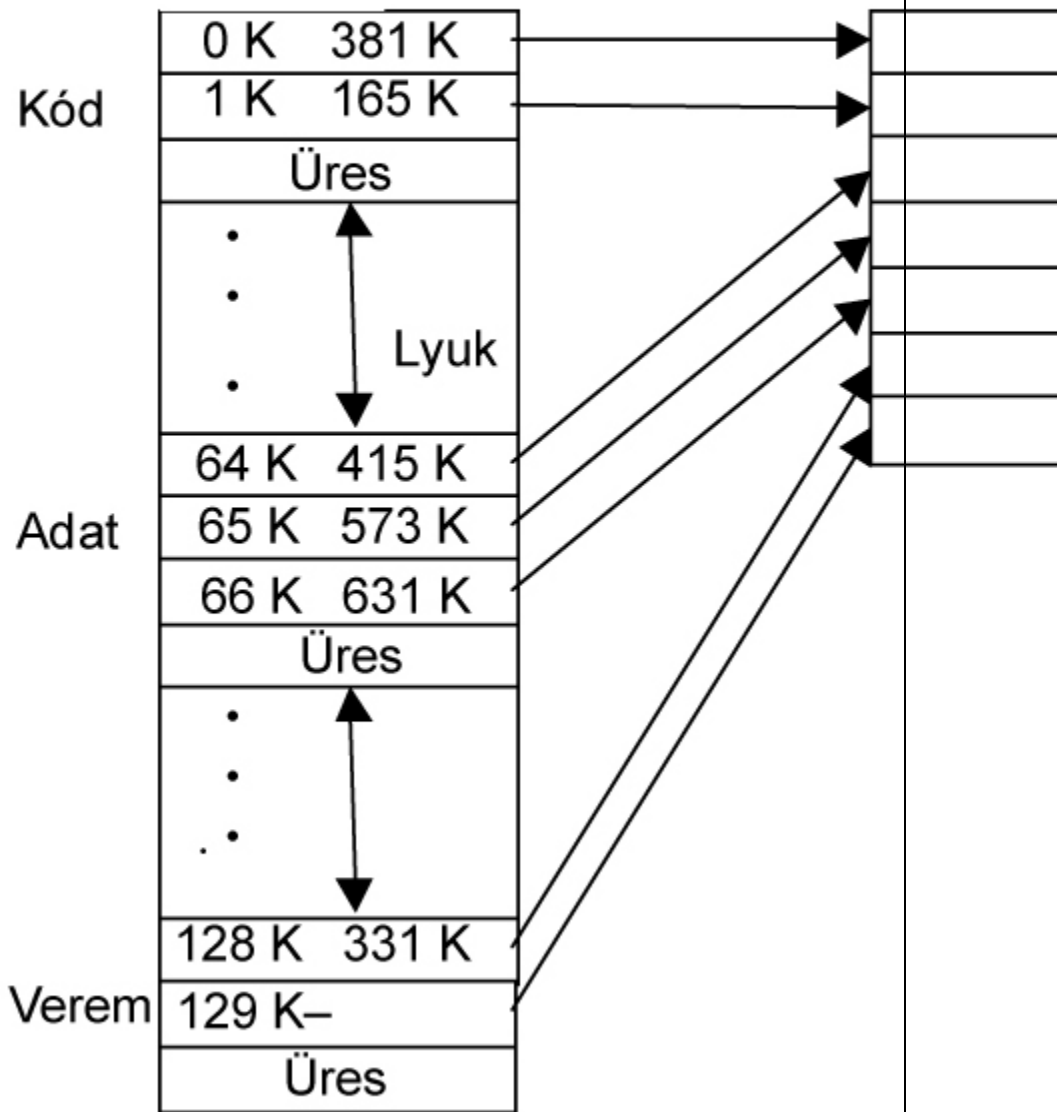 0 K 381 K
Kód
1 K 165 K
Üres
Lyuk
64 K 415 K
Adat
65 K 573 K
66 K 631 K
Üres
128 K 331 K
Verem
129 K–
Üres